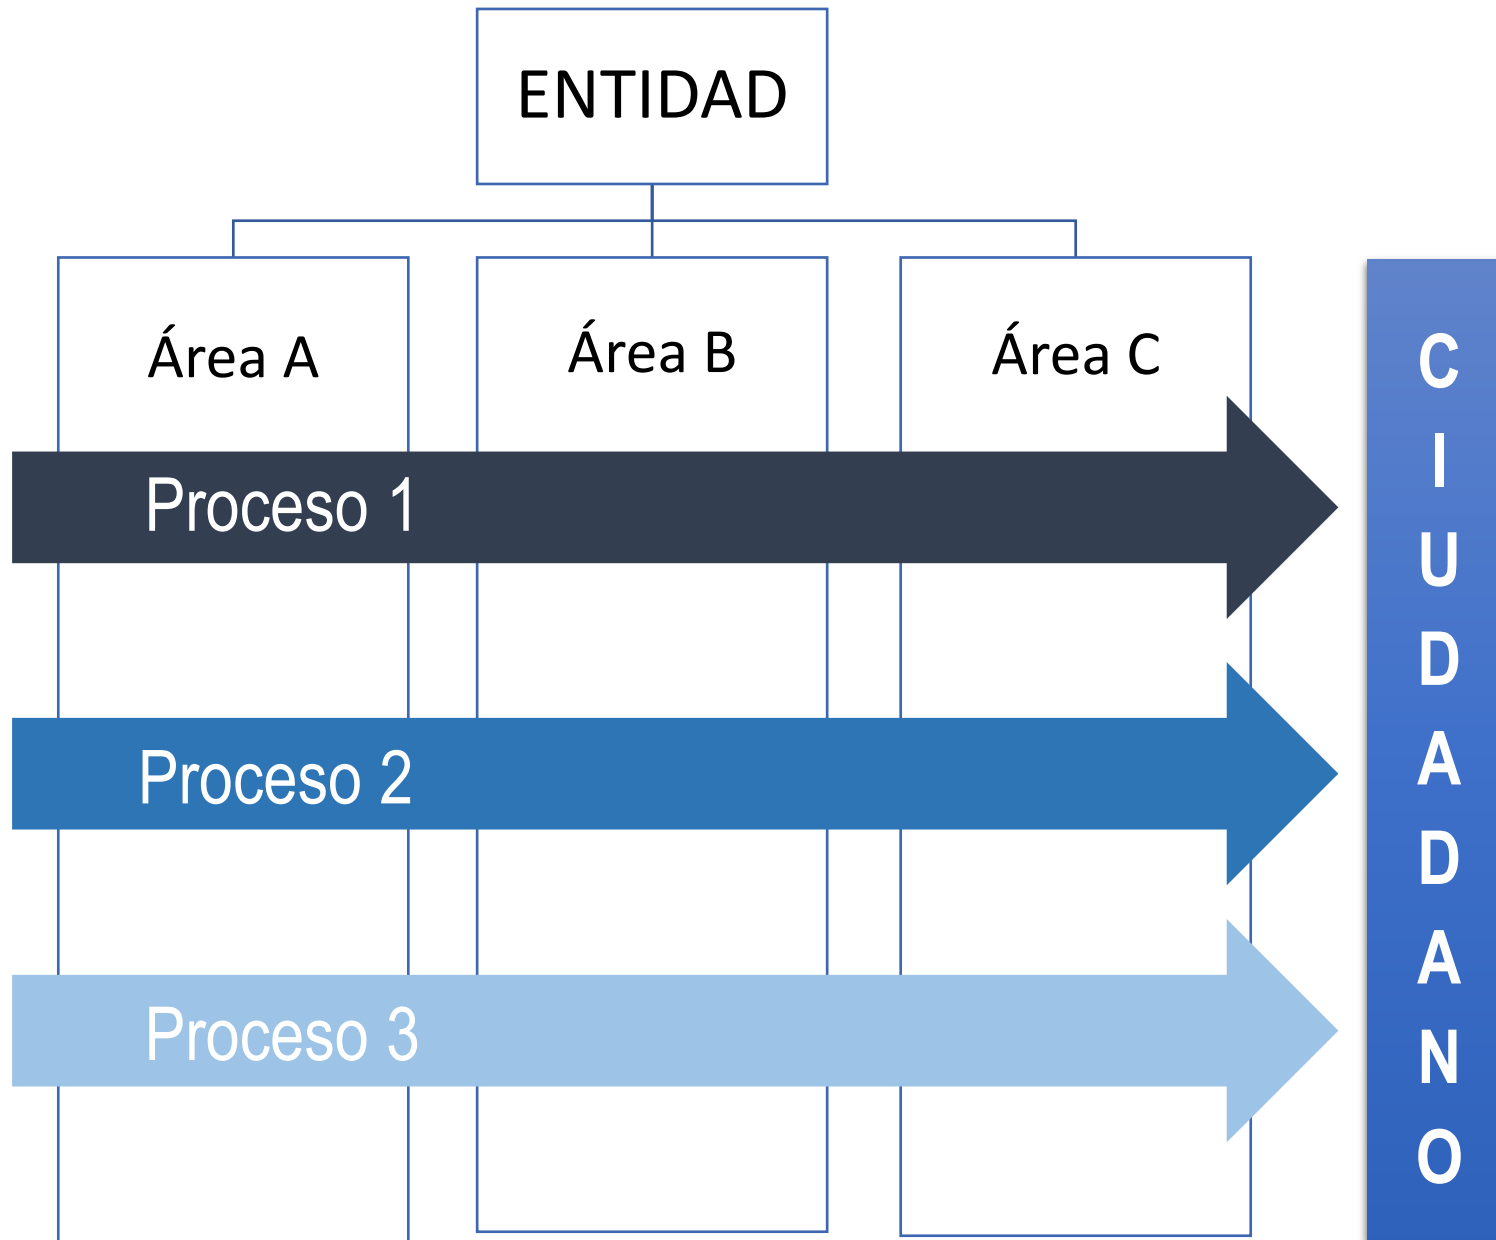 ENTIDAD
Área A
Área B
Área C
Proceso 1
Proceso 2
Proceso 3
C
I
U
D
A
D
A
N
O